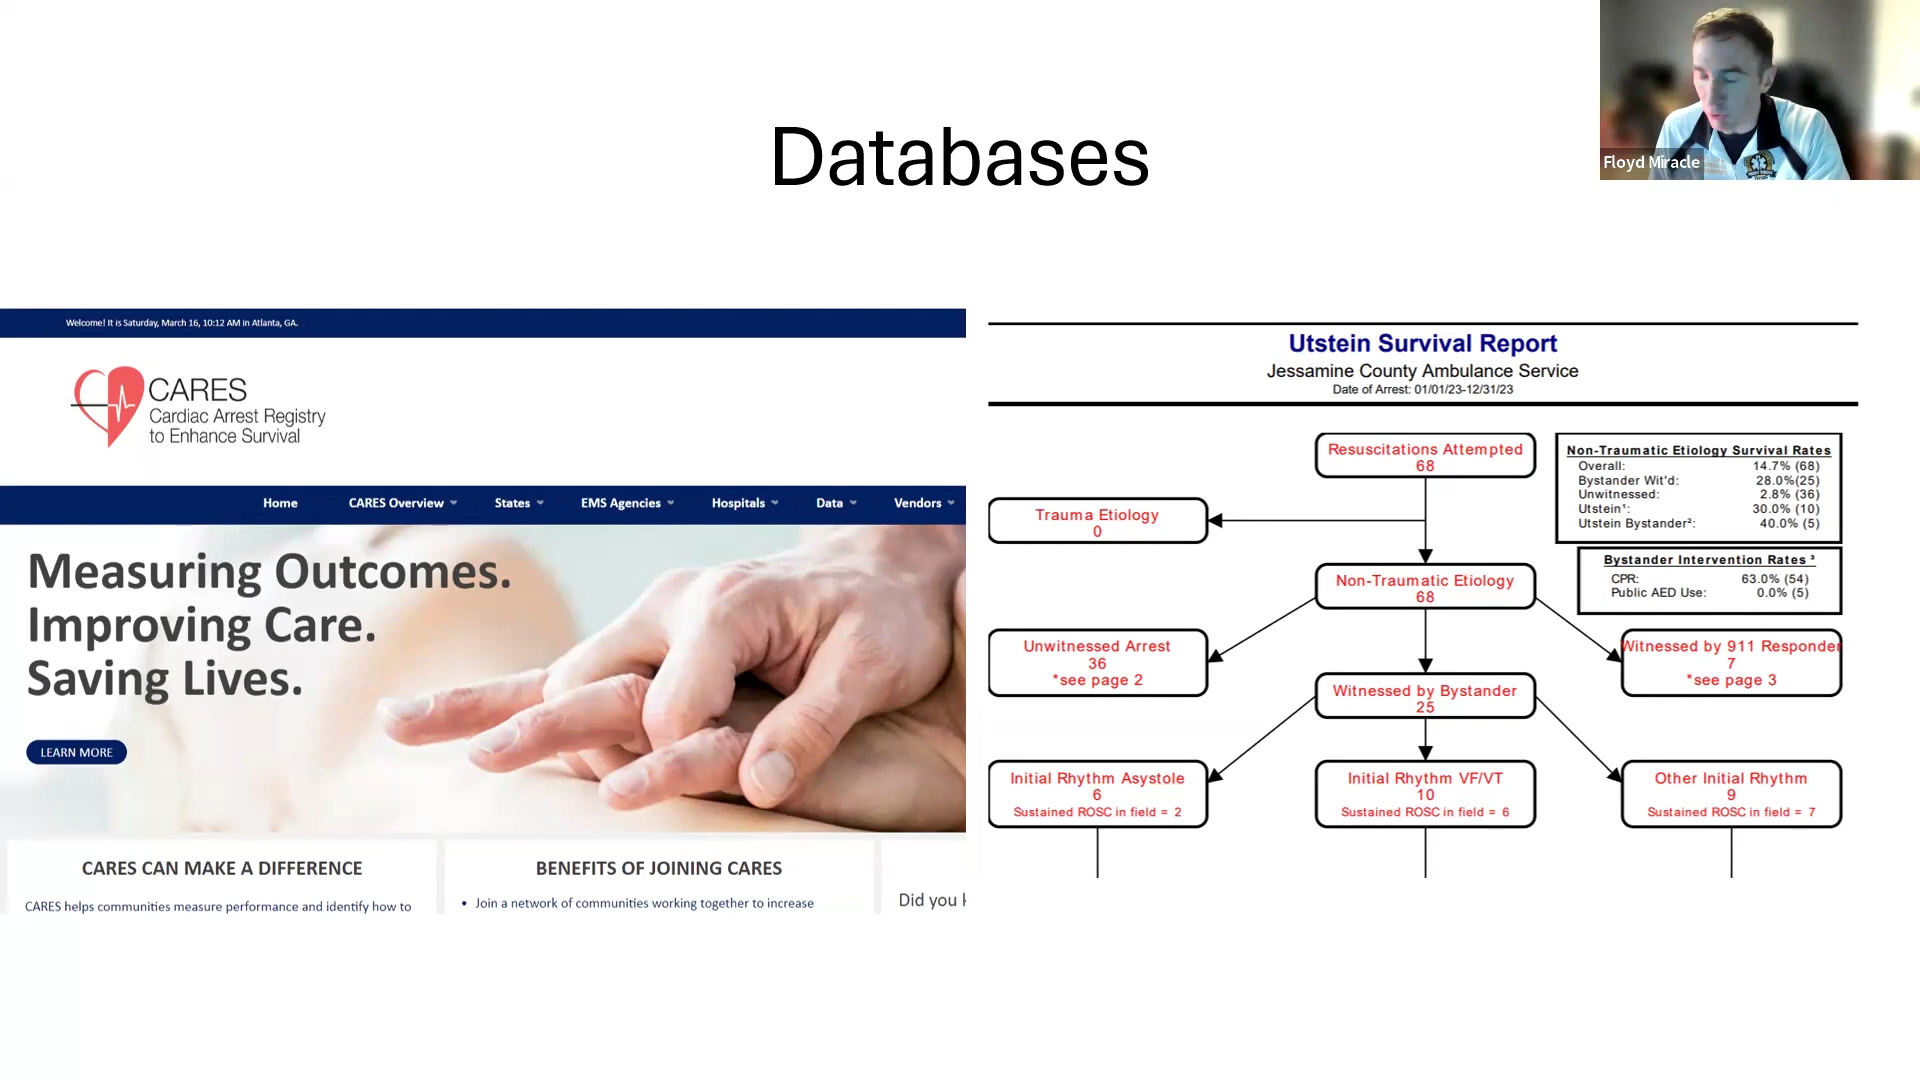 Databases
Floyd Miracle
Welcome! It is Saturday, March 16, 10:12 AM in Atlanta, GA.
CARES
Cardiac Arrest Registry
to Enhance Survival
Home CARES Overview States EMS Agencies Hospitals Data Vendors
Measuring Outcomes.
Improving Care.
Saving Lives.
LEARN MORE
CARES CAN MAKE A DIFFERENCE
CARES helps communities measure performance and identify how to
BENEFITS OF JOINING CARES
• Join a network of communities working together to increase
Did you
Utstein Survival Report
Jessamine County Ambulance Service
Date of Arrest: 01/01/23-12/31/23
Resuscitations Attempted
68
Non-Traumatic Etiology Survival Rates
Overall: 14.7% (68)
Bystander Wit'd: 28.0%(25)
Unwitnessed: 2.8% (36)
Utstein¹: 30.0% (10)
Utstein Bystander²: 40.0% (5)
Trauma Etiology
0
Bystander Intervention Rates ³
CPR: 63.0% (54)
Public AED Use: 0.0% (5)
Non-Traumatic Etiology
68
Unwitnessed Arrest
36
*see page 2
Witnessed by Bystander
25
Witnessed by 911 Responder
7
*see page 3
Initial Rhythm Asystole
6
Sustained ROSC in field = 2
Initial Rhythm VF/VT
10
Sustained ROSC in field = 6
Other Initial Rhythm
9
Sustained ROSC in field = 7